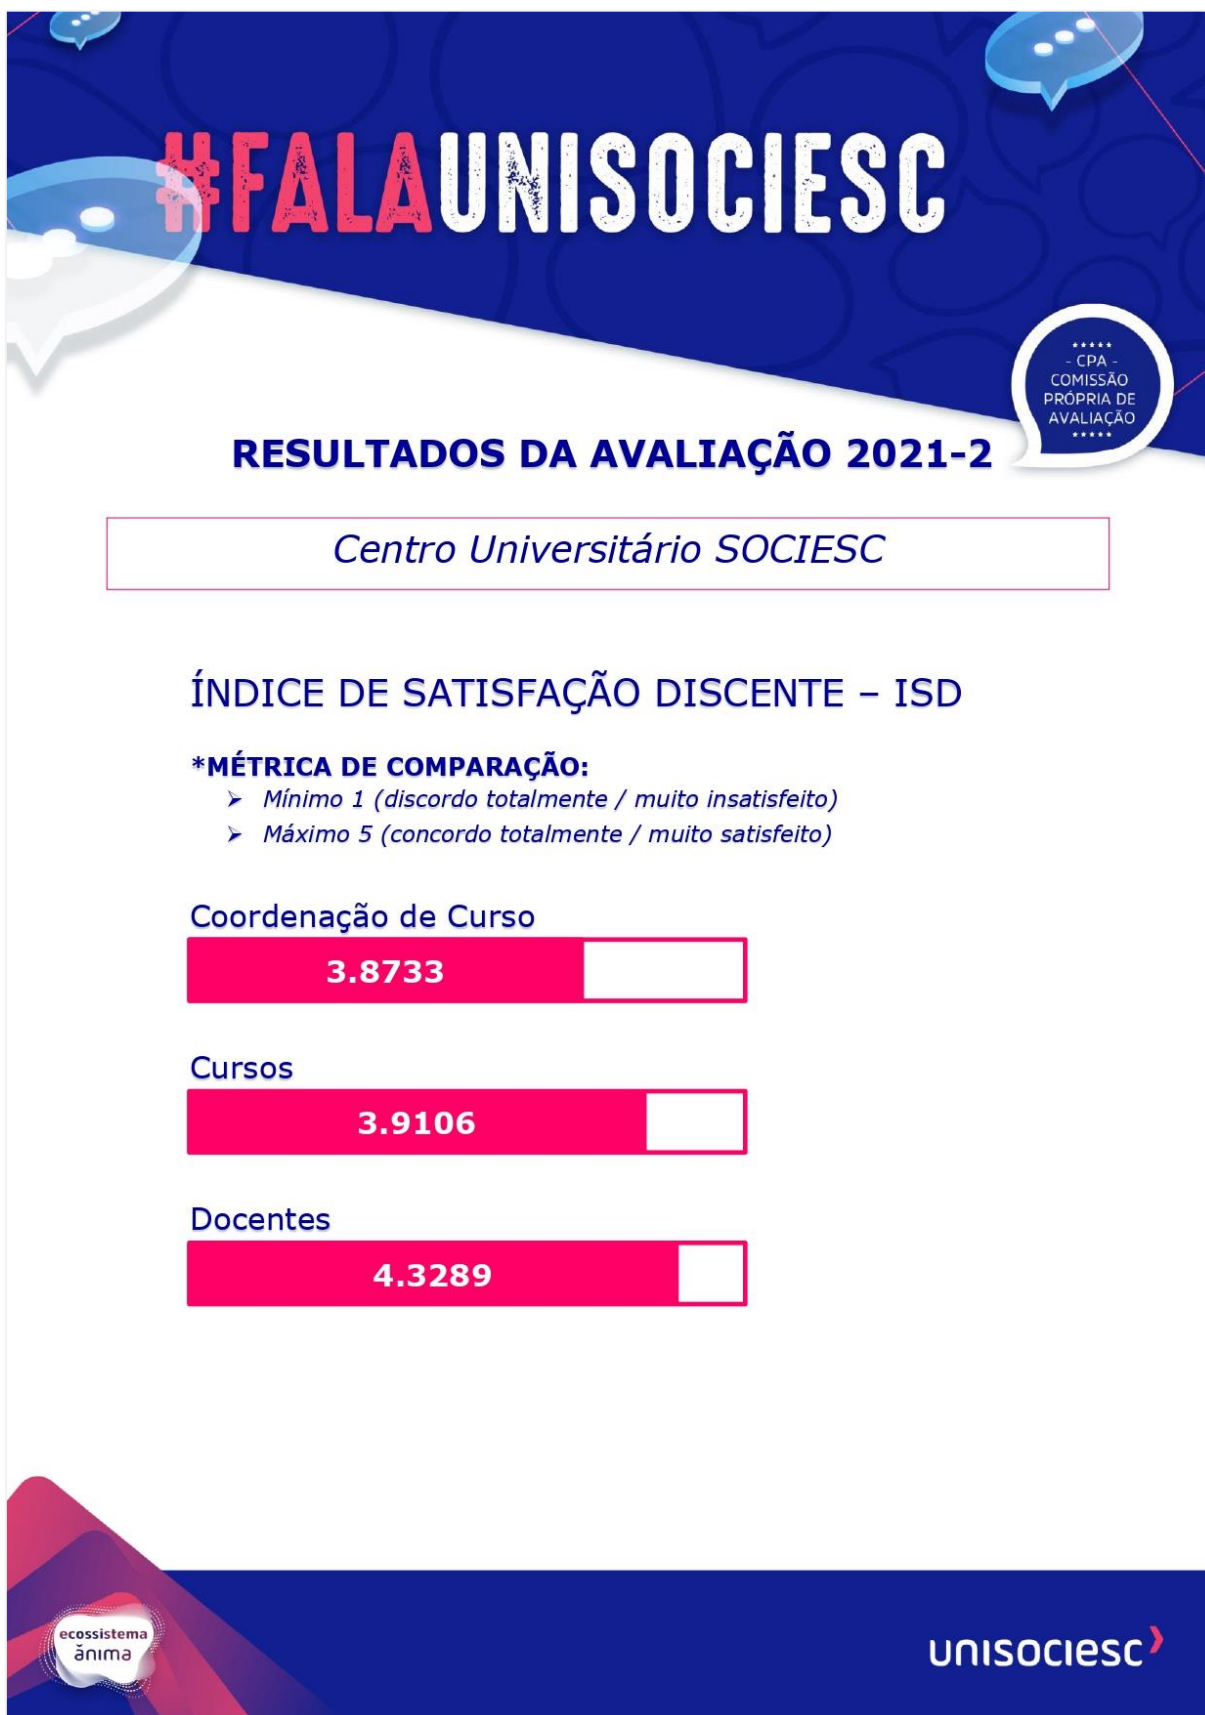 #FALAUNISOCIESC
*****
- CPA -
COMISSÃO
PRÓPRIA DE
AVALIAÇÃO
*****
RESULTADOS DA AVALIAÇÃO 2021-2
Centro Universitário SOCIESC
ÍNDICE DE SATISFAÇÃO DISCENTE – ISD
*MÉTRICA DE COMPARAÇÃO:
➢ Mínimo 1 (discordo totalmente / muito insatisfeito)
➢ Máximo 5 (concordo totalmente / muito satisfeito)
Coordenação de Curso
3.8733
Cursos
3.9106
Docentes
4.3289
ecossistema
ănıma
unisociesc